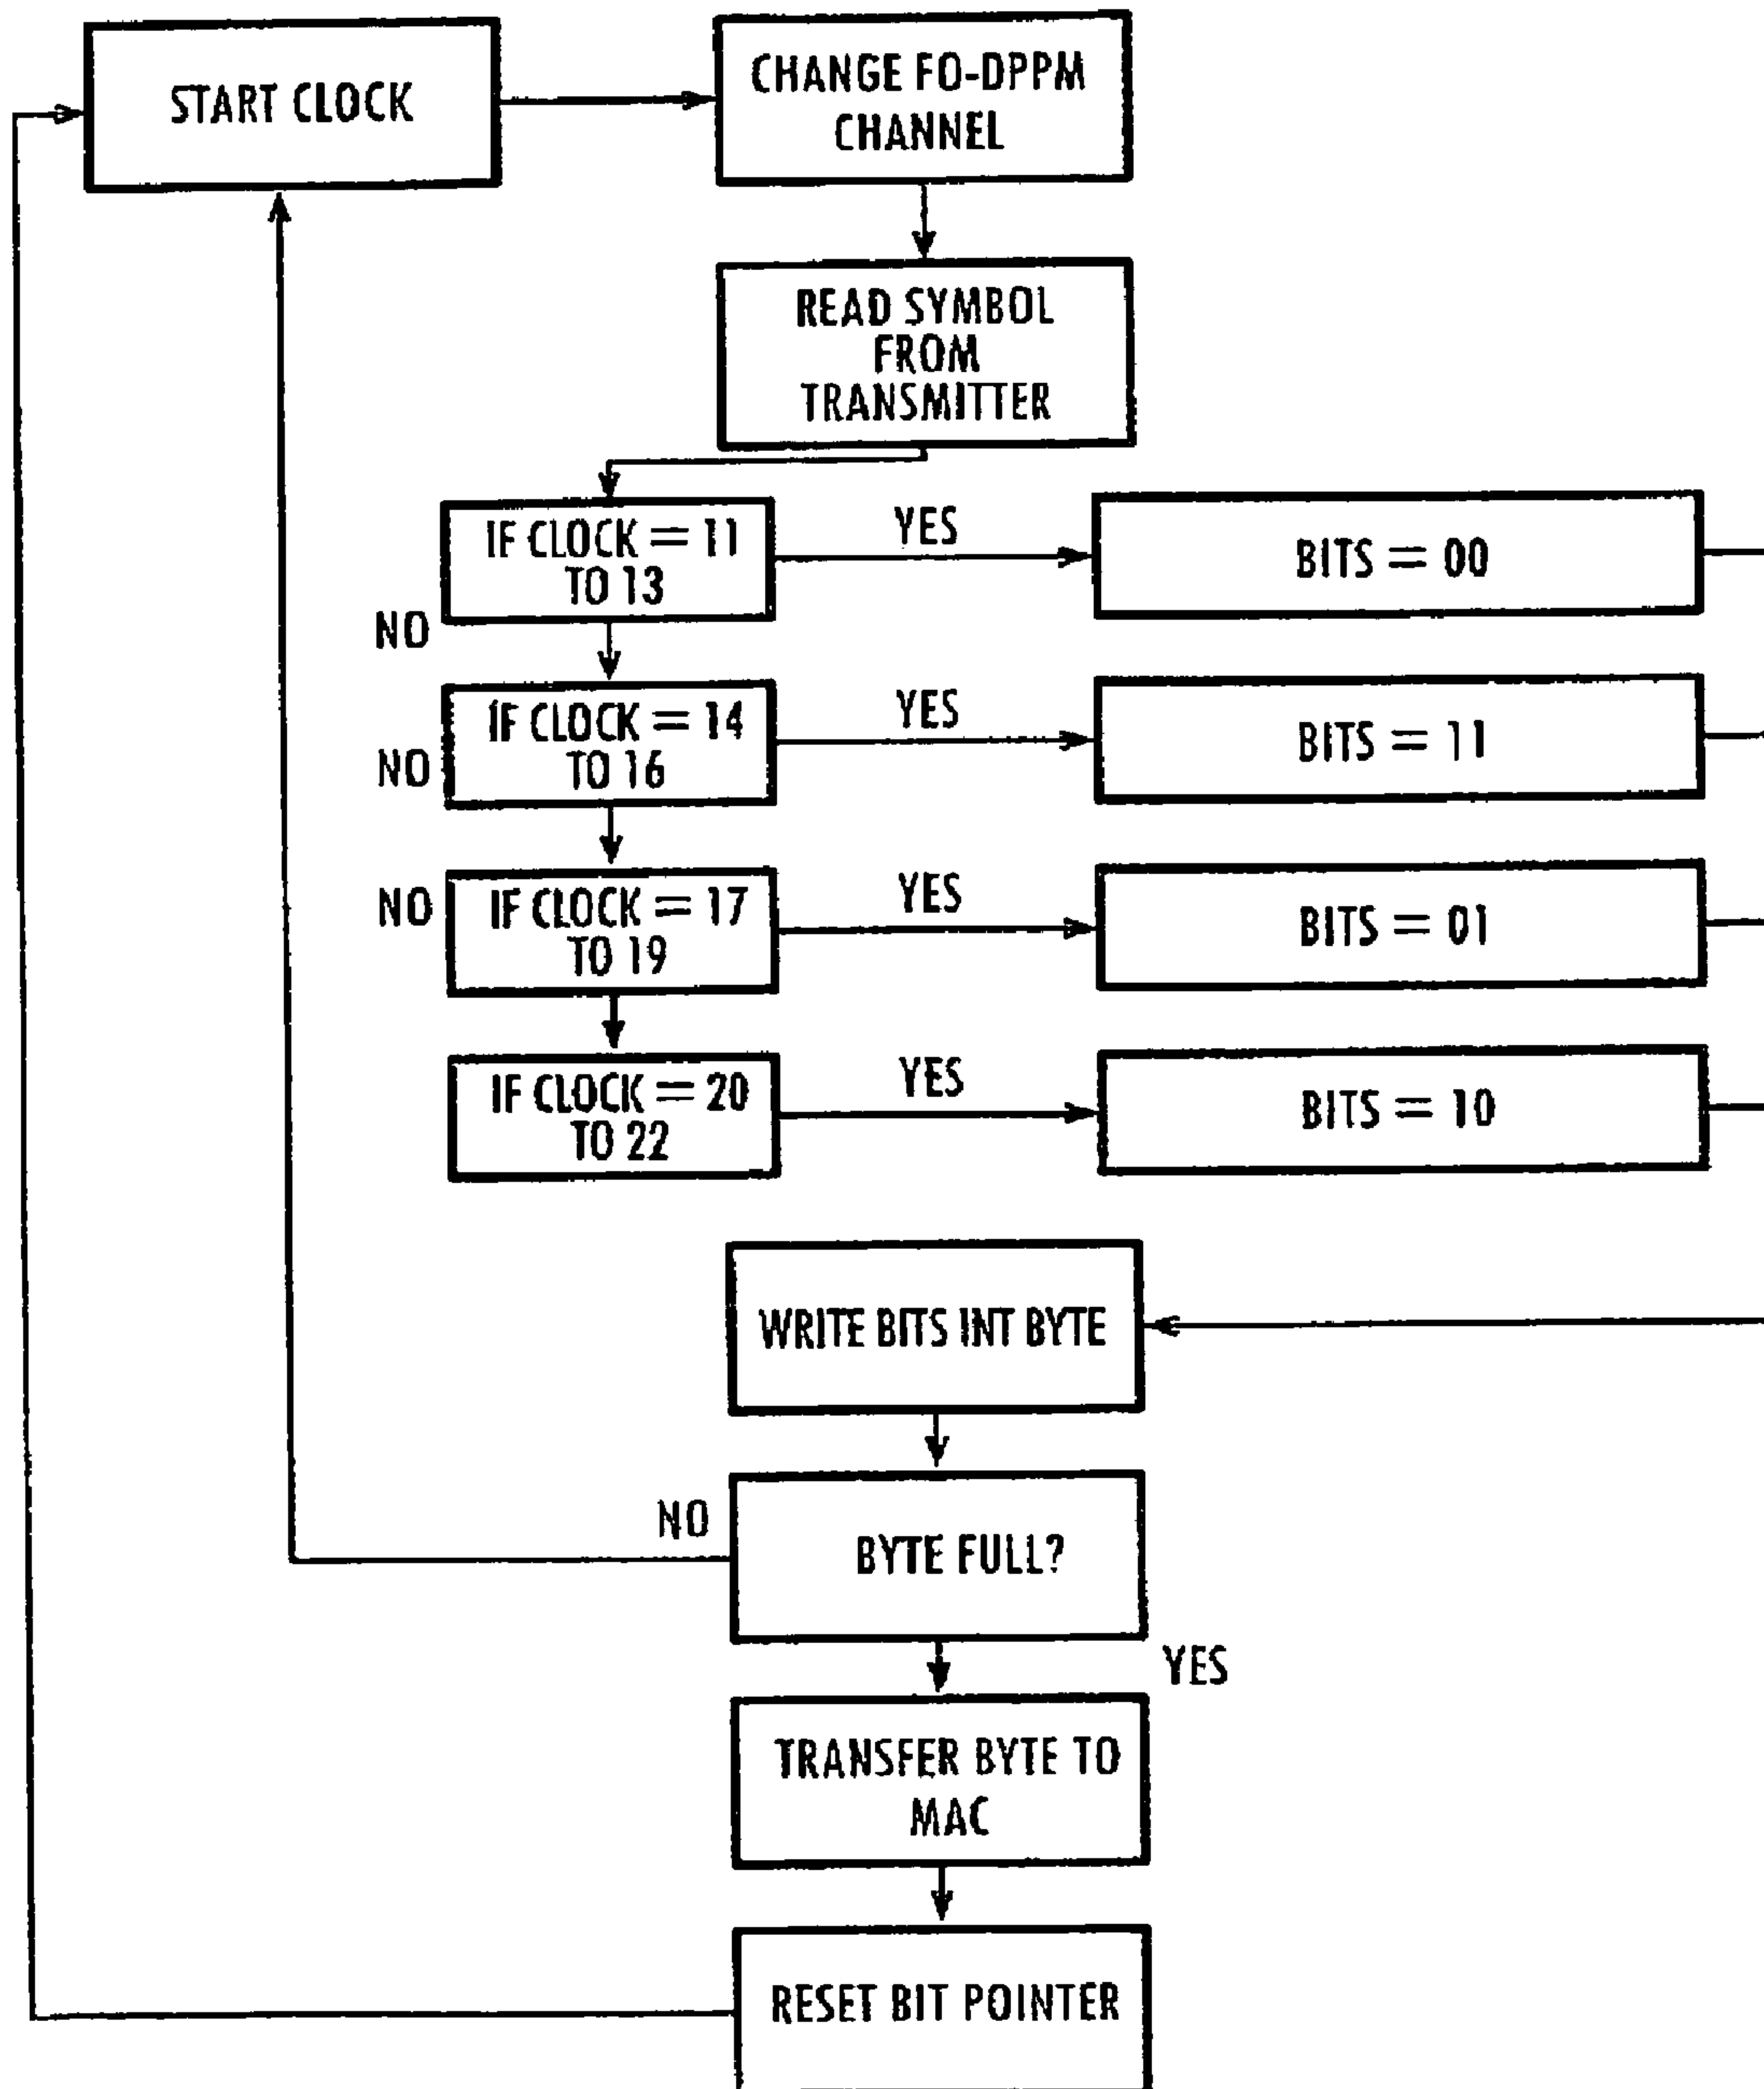 START CLOCK
CHANGE FO-DPPM
CHANNEL
READ SYMBOL
FROM
TRANSMITTER
IF CLOCK = 11
TO 13
YES
BITS = 00
NO
IF CLOCK = 14
TO 16
YES
BITS = 11
NO
IF CLOCK = 17
TO 19
YES
BITS = 01
NO
IF CLOCK = 20
TO 22
YES
BITS = 10
WRITE BITS INT BYTE
BYTE FULL?
NO
YES
TRANSFER BYTE TO
MAC
RESET BIT POINTER